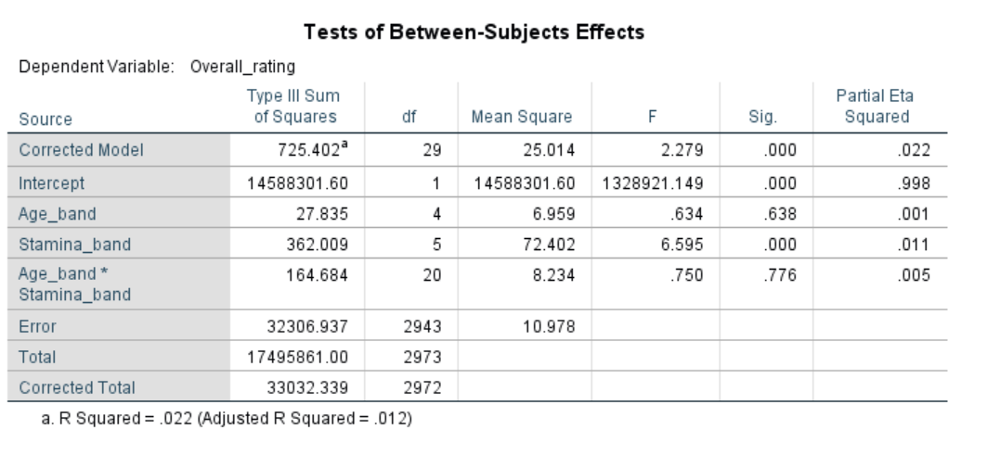 Tests of Between-Subjects Effects
Dependent Variable: Overall_rating
Source Type III Sum of Squares df Mean Square F Sig. Partial Eta Squared
Corrected Model 725.402a 29 25.014 2.279 .000 .022
Intercept 14588301.60 1 14588301.60 1328921.149 .000 .998
Age_band 27.835 4 6.959 .634 .638 .001
Stamina_band 362.009 5 72.402 6.595 .000 .011
Age_band * Stamina_band 164.684 20 8.234 .750 .776 .005
Error 32306.937 2943 10.978
Total 17495861.00 2973
Corrected Total 33032.339 2972
a. R Squared = .022 (Adjusted R Squared = .012)